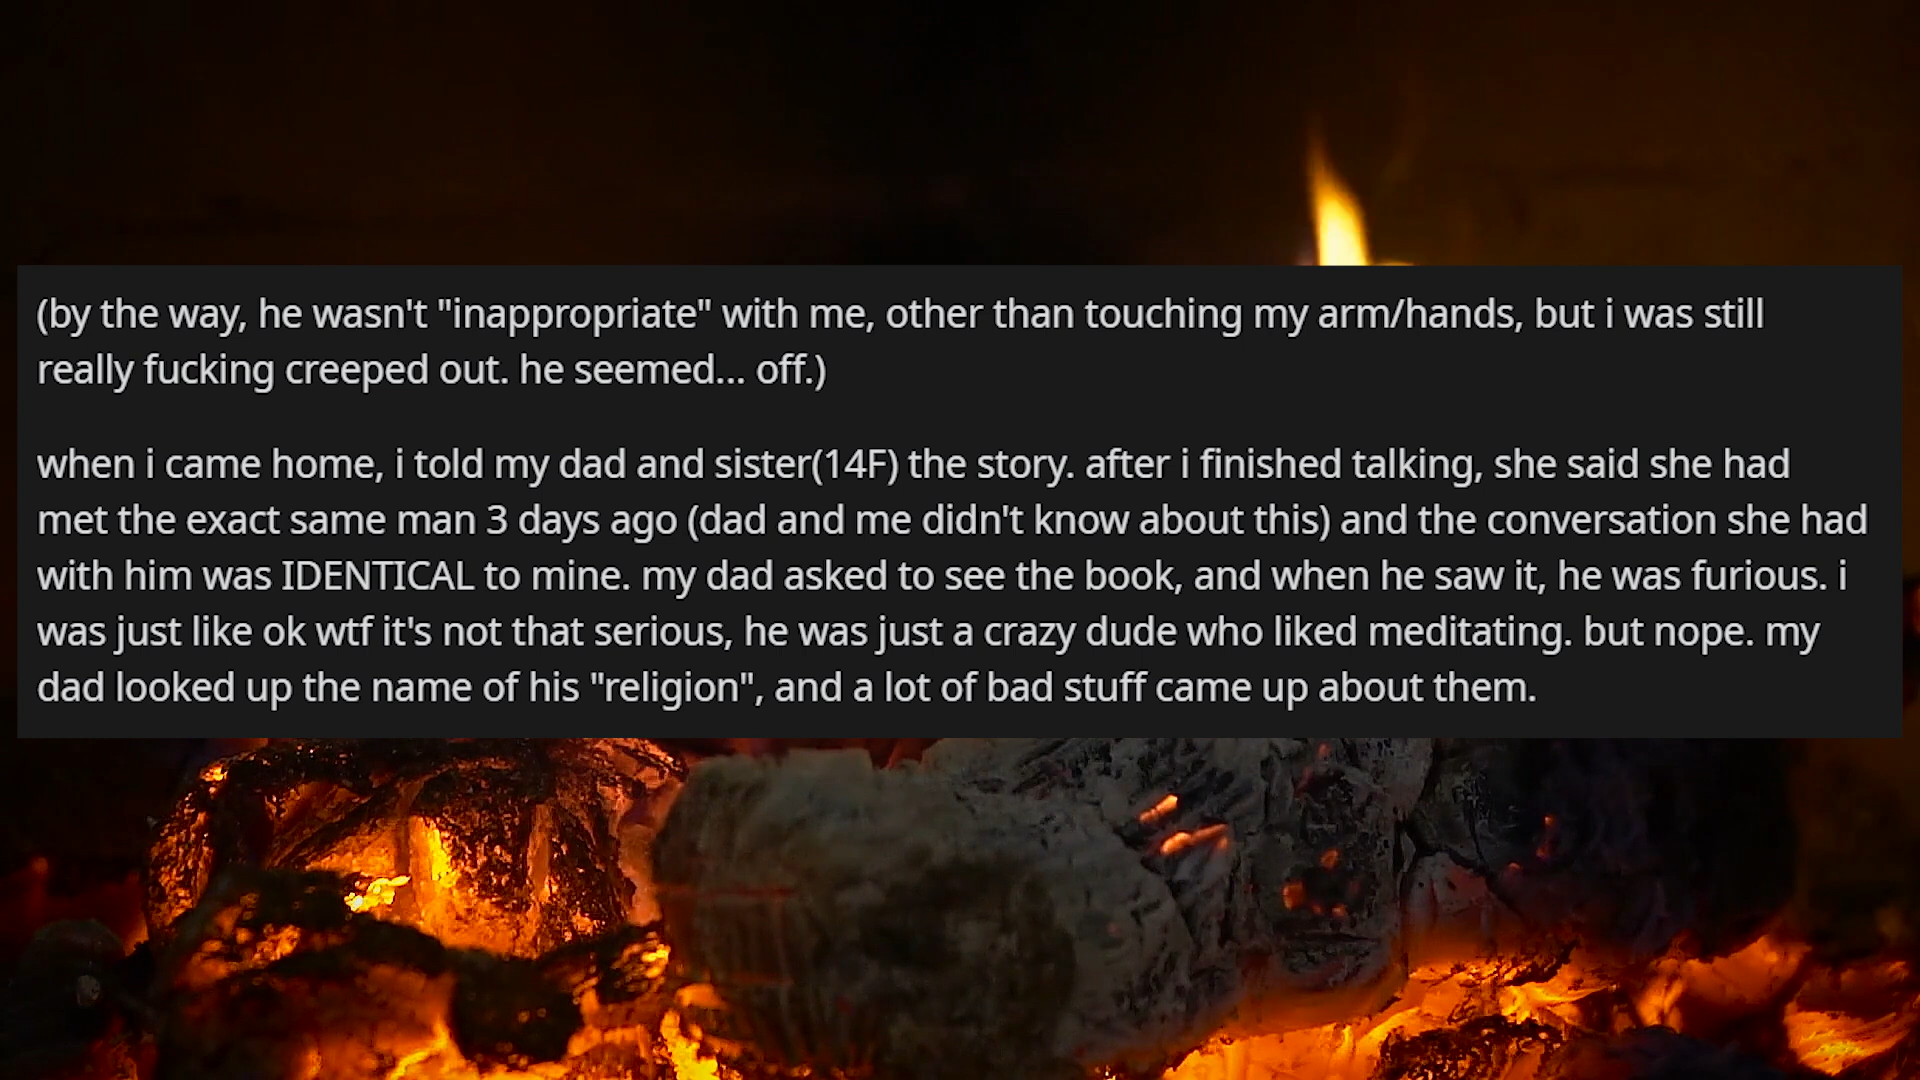 (by the way, he wasn't "inappropriate" with me, other than touching my arm/hands, but i was still
really fucking creeped out. he seemed... off.)
when i came home, i told my dad and sister(14F) the story. after i finished talking, she said she had
met the exact same man 3 days ago (dad and me didn't know about this) and the conversation she had
with him was IDENTICAL to mine. my dad asked to see the book, and when he saw it, he was furious. i
was just like ok wtf it's not that serious, he was just a crazy dude who liked meditating. but nope. my
dad looked up the name of his "religion", and a lot of bad stuff came up about them.